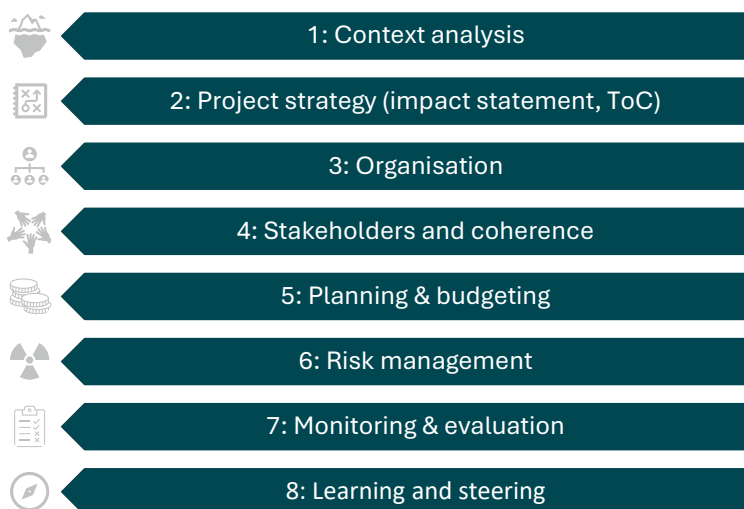 1: Context analysis
2: Project strategy (impact statement, ToC)
3: Organisation
4: Stakeholders and coherence
5: Planning & budgeting
6: Risk management
7: Monitoring & evaluation
8: Learning and steering